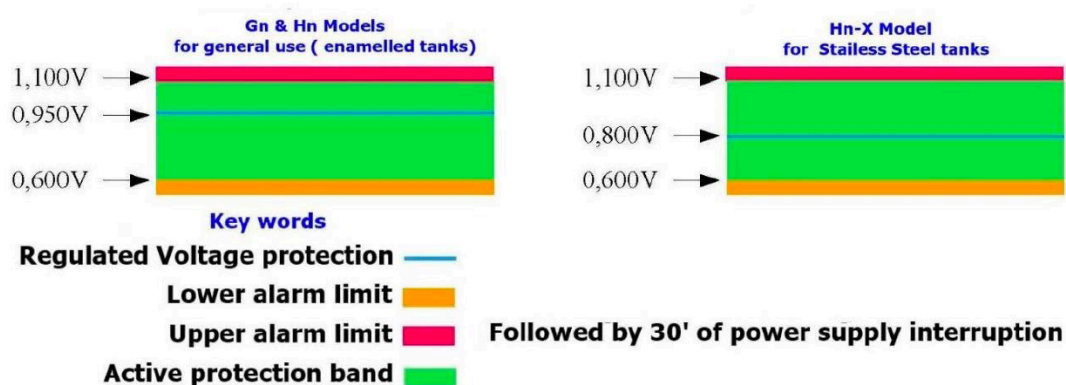 Gn & Hn Models
for general use ( enamelled tanks)
1,100V
0,950V
0,600V
Hn-X Model
for Stailess Steel tanks
1,100V
0,800V
0,600V
Key words
Regulated Voltage protection
Lower alarm limit
Upper alarm limit
Followed by 30' of power supply interruption
Active protection band